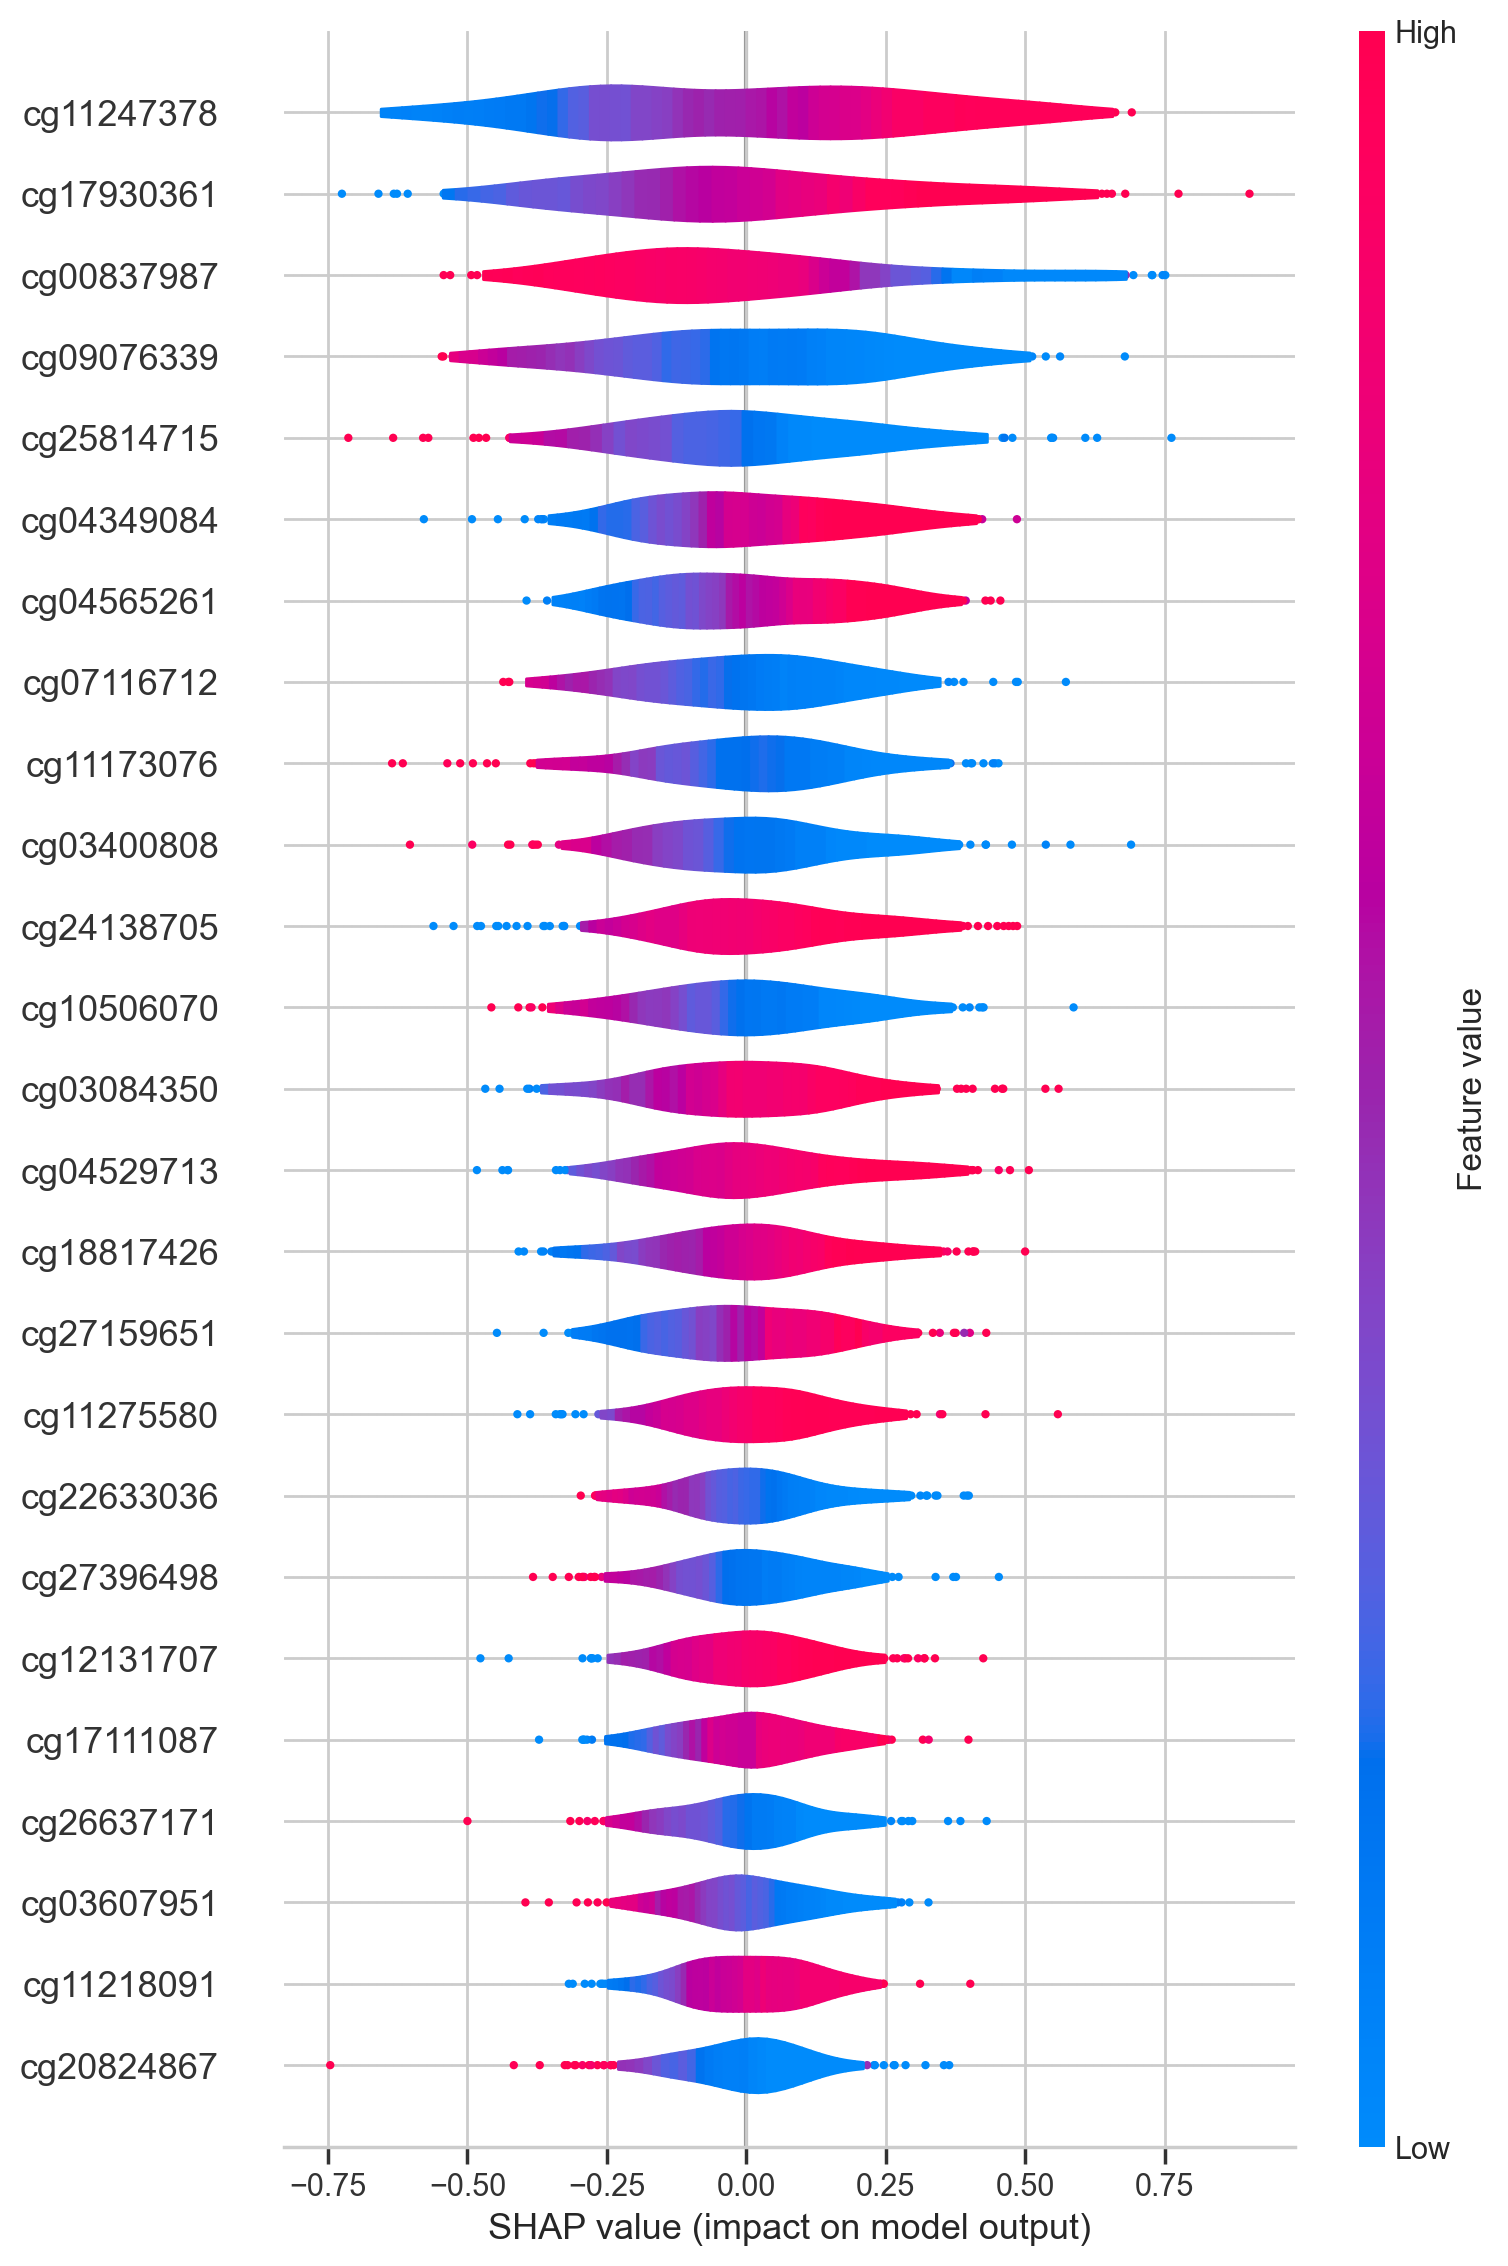 High
cg11247378
cg17930361
cg00837987
cg09076339
cg25814715
cg04349084
cg04565261
cg07116712
cg11173076
cg03400808
cg24138705
cg10506070
cg03084350
cg04529713
cg18817426
cg27159651
cg11275580
cg22633036
cg27396498
cg12131707
cg17111087
cg26637171
cg03607951
cg11218091
cg20824867
Feature value
Low
−0.75 −0.50 −0.25 0.00 0.25 0.50 0.75
SHAP value (impact on model output)